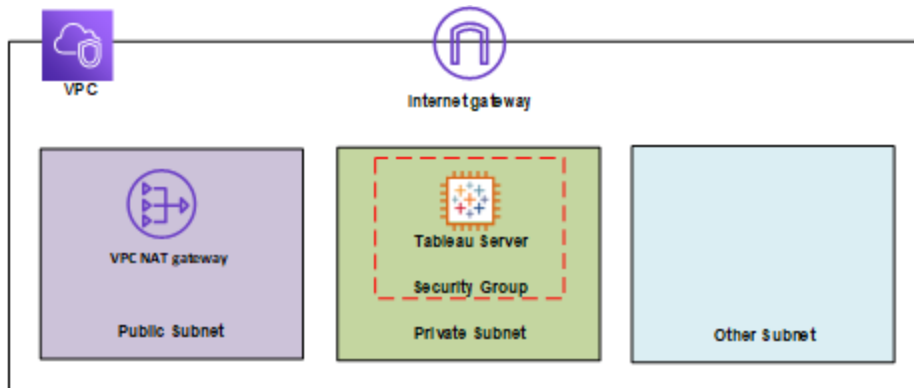 VPC
Internet gateway
VPC NAT gateway
Public Subnet
Tableau Server
Security Group
Private Subnet
Other Subnet